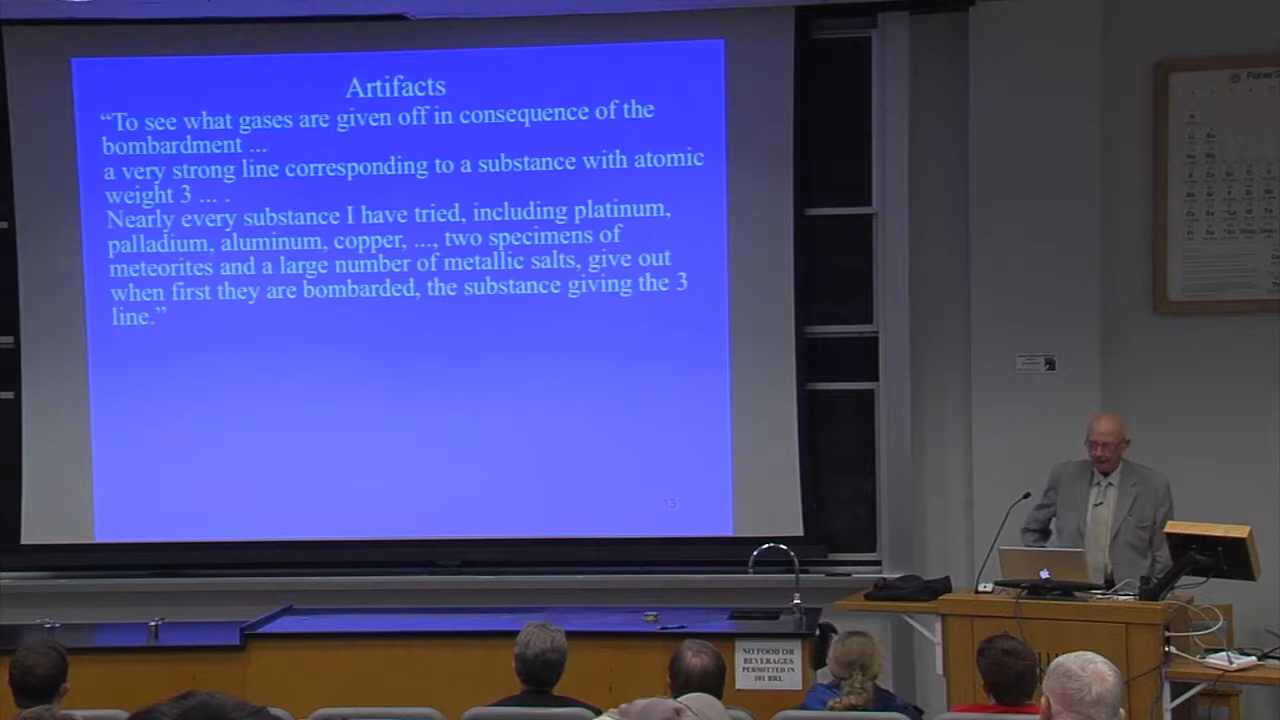 Artifacts
“To see what gases are given off in consequence of the
bombardment ...
a very strong line corresponding to a substance with atomic
weight 3 ... .
Nearly every substance I have tried, including platinum,
palladium, aluminum, copper, ..., two specimens of
meteorites and a large number of metallic salts, give out
when first they are bombarded, the substance giving the 3
line.”
13
NO FOOD OR
BEVERAGES
PERMITTED IN
101 BRL